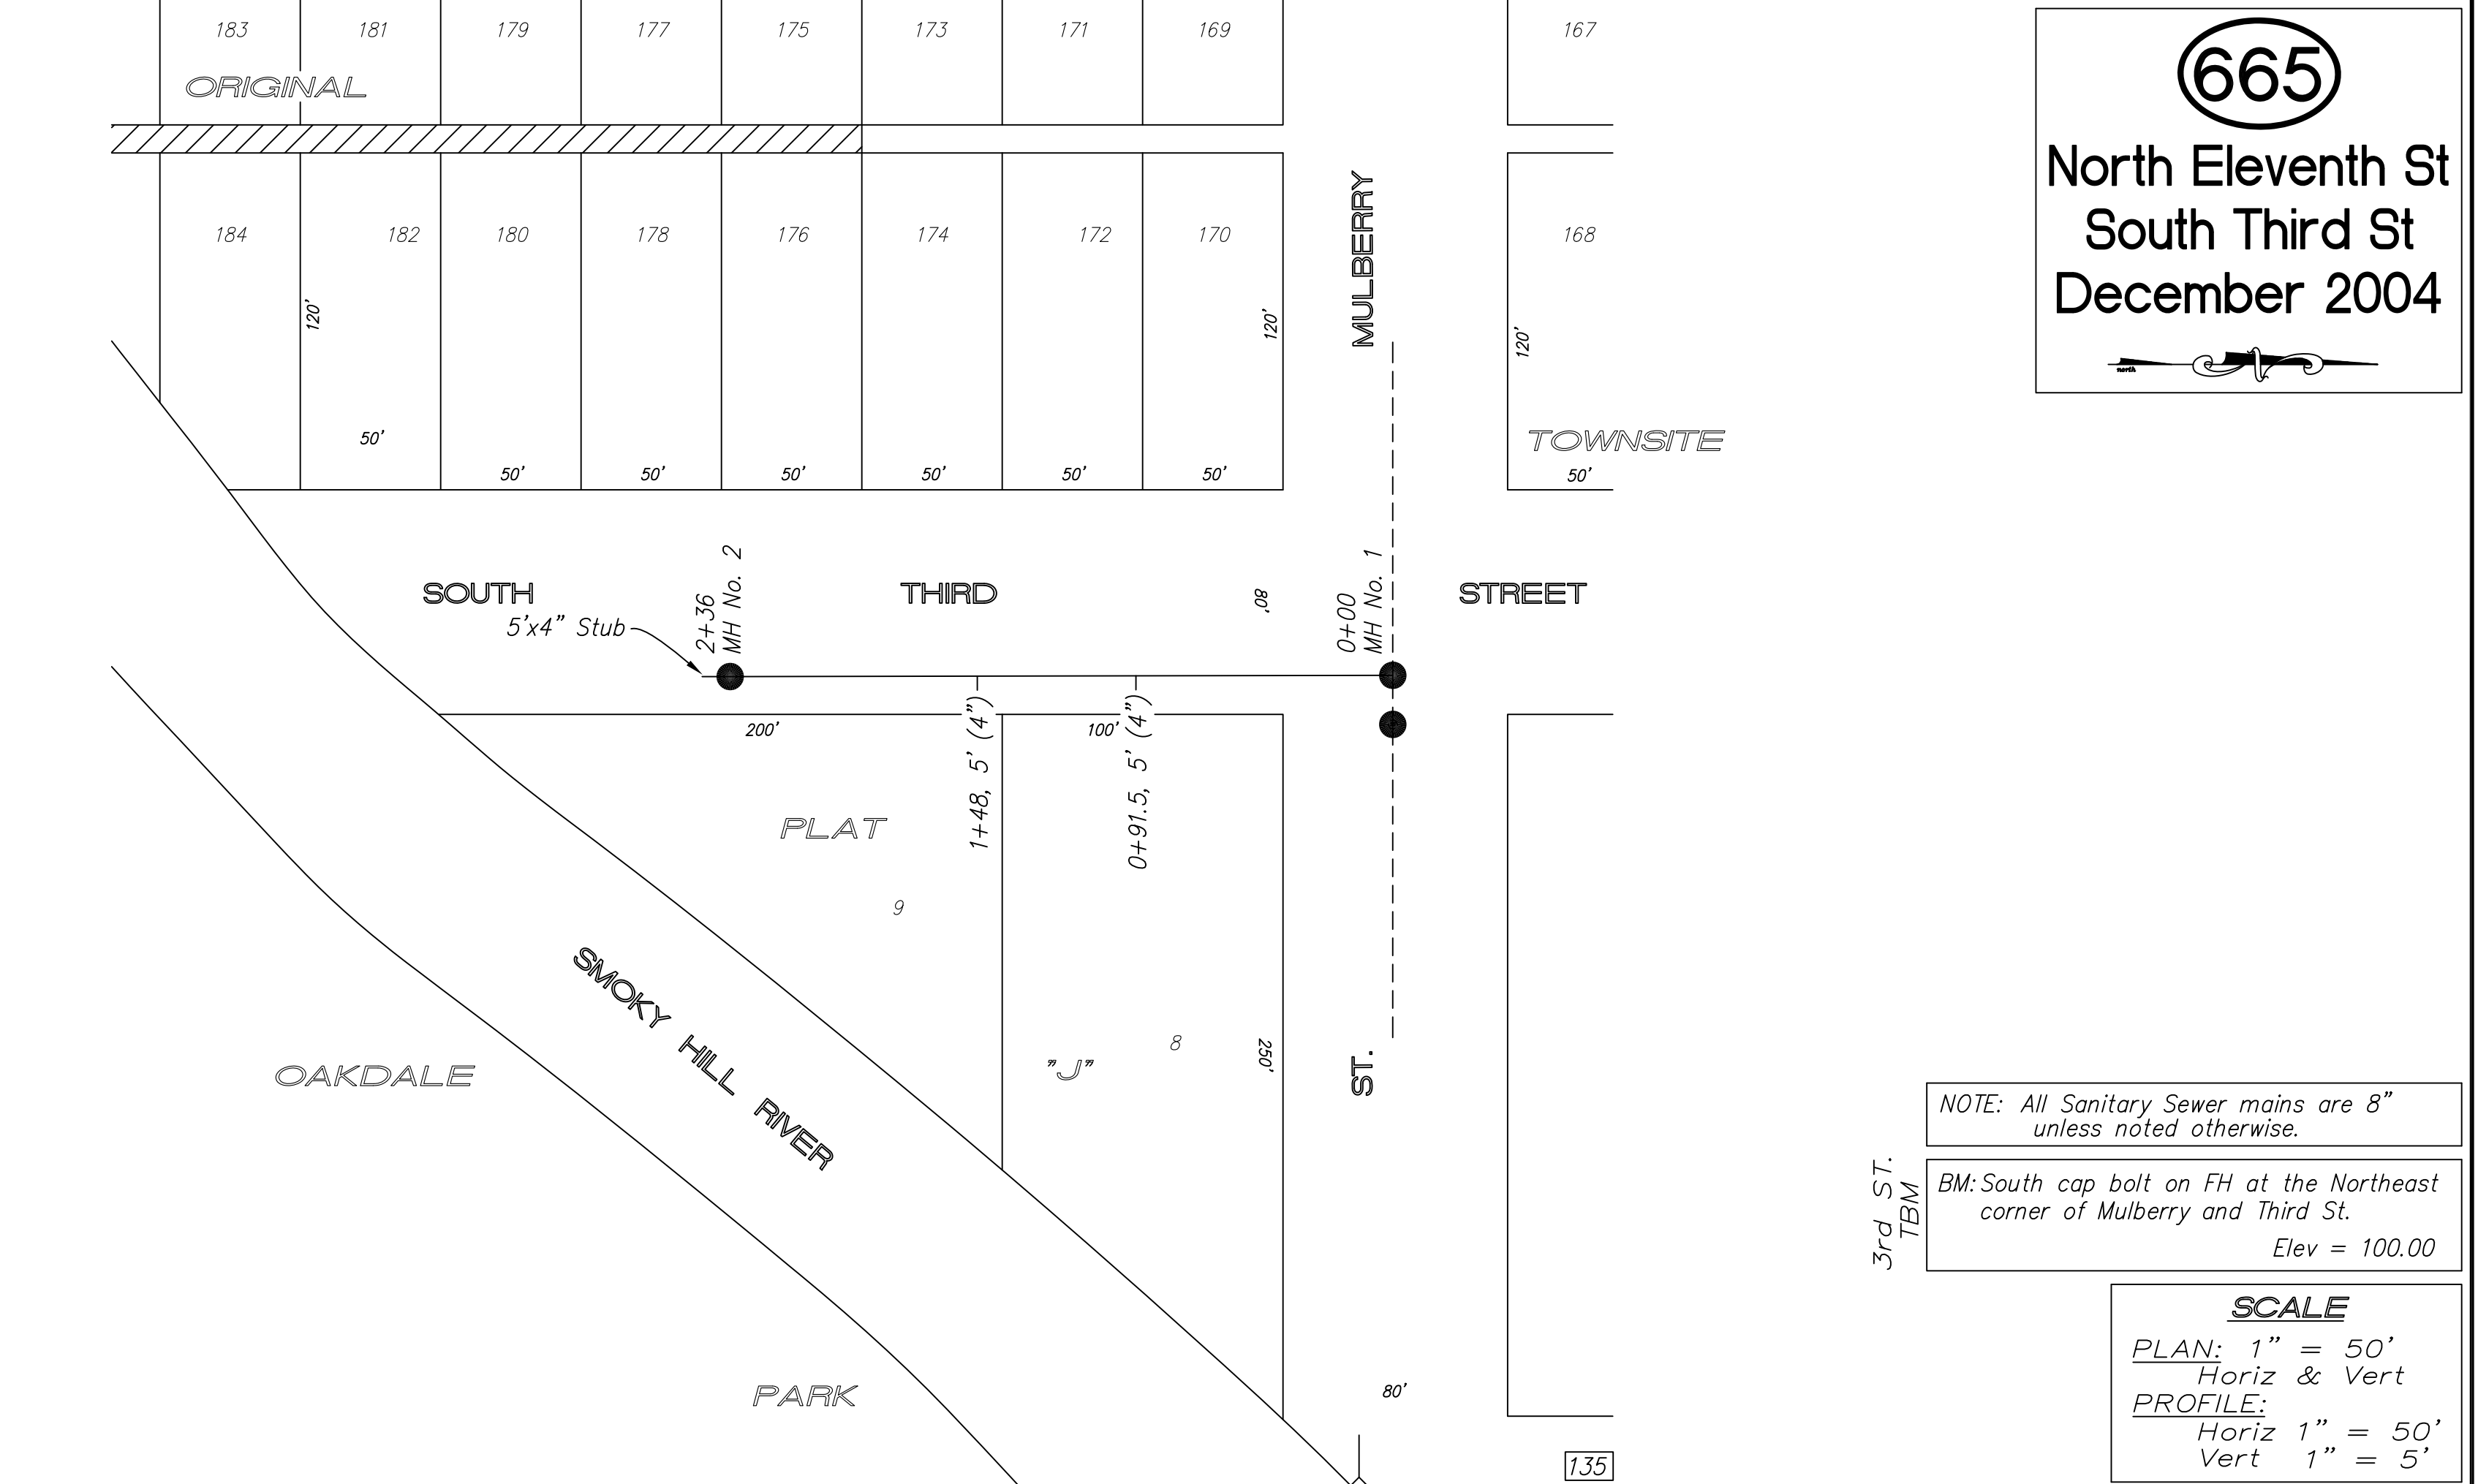 183 181 179 177 175 173 171 169 167
ORIGINAL
184 182 180 178 176 174 172 170 168
MULBERRY
120' 120' 120'
50'
50' 50' 50' 50' 50' 50' 50'
TOWNSITE
SOUTH THIRD STREET
80'
2+36
MH No. 2
0+00
MH No. 1
5'x4" Stub
200' 100'
1+48, 5' (4")
0+91.5, 5' (4")
PLAT
9
8
"J"
250'
SMOKY HILL RIVER
OAKDALE
PARK
ST.
80'
135
665
North Eleventh St
South Third St
December 2004
north
NOTE: All Sanitary Sewer mains are 8"
unless noted otherwise.
3rd ST.
TBM
BM: South cap bolt on FH at the Northeast
corner of Mulberry and Third St.
Elev = 100.00
SCALE
PLAN: 1" = 50'
Horiz & Vert
PROFILE:
Horiz 1" = 50'
Vert 1" = 5'